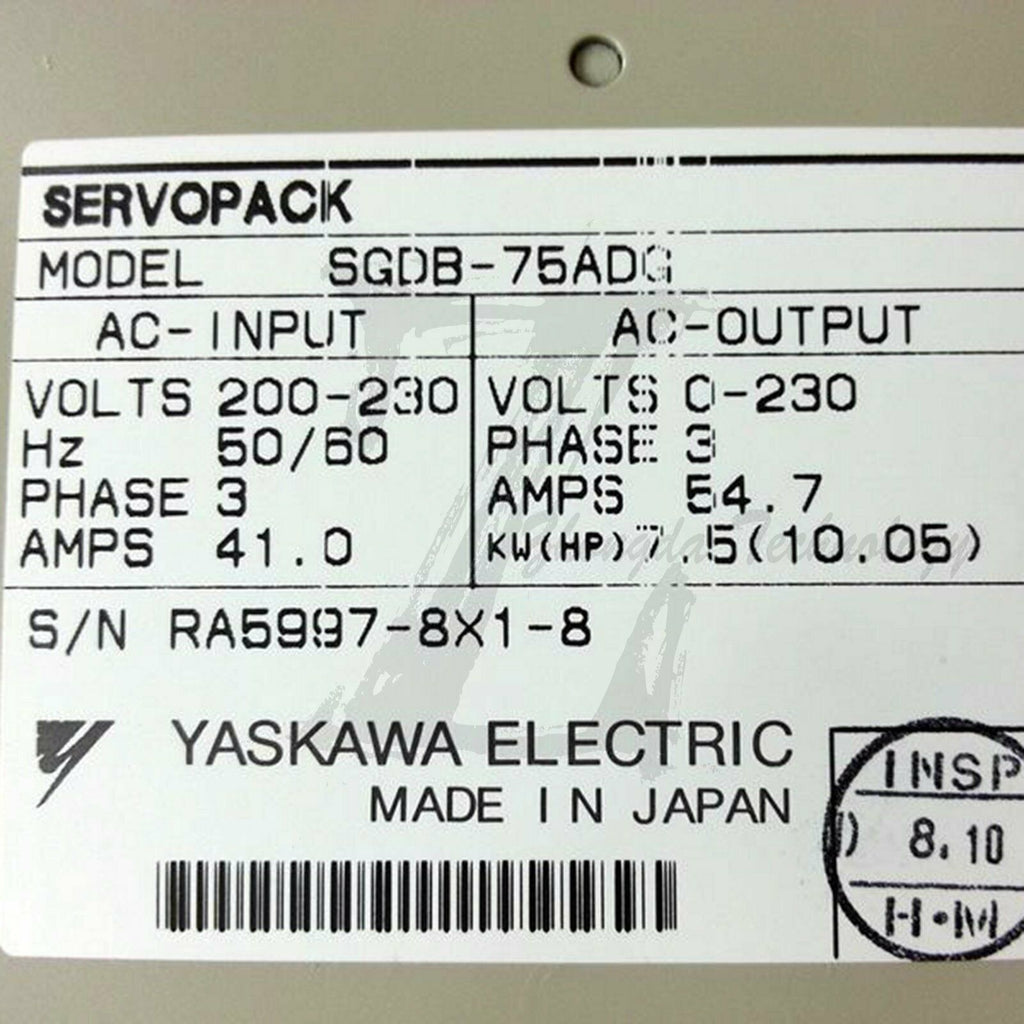 SERVOPACK
MODEL SGDB-75ADG
AC-INPUT AC-OUTPUT
VOLTS 200-230 VOLTS 0-230
Hz 50/60 PHASE 3
PHASE 3 AMPS 54.7
AMPS 41.0 KW(HP) 7.5(10.05)
S/N RA5997-8X1-8
YASKAWA ELECTRIC
MADE IN JAPAN
INSP
8.10
H.M
Technology